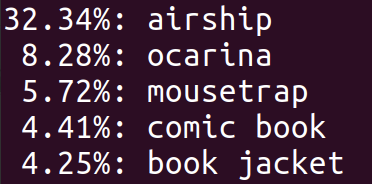 32.34%: airship
8.28%: ocarina
5.72%: mousetrap
4.41%: comic book
4.25%: book jacket